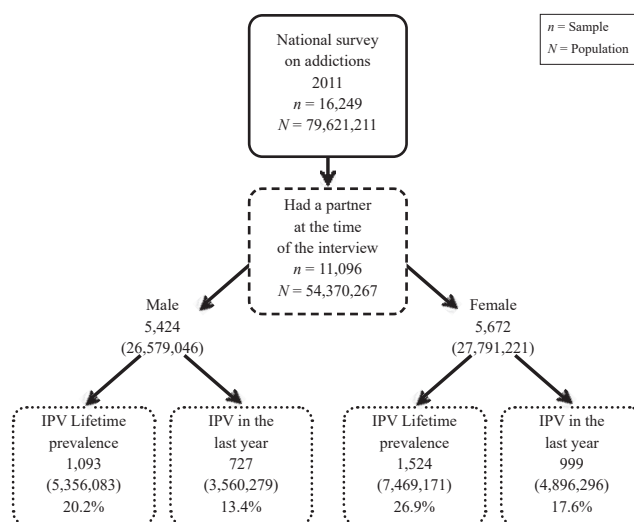 National survey
on addictions
2011
n = 16,249
N = 79,621,211
n = Sample
N = Population
Had a partner
at the time
of the interview
n = 11,096
N = 54,370,267
Male
5,424
(26,579,046)
Female
5,672
(27,791,221)
IPV Lifetime
prevalence
1,093
(5,356,083)
20.2%
IPV in the
last year
727
(3,560,279)
13.4%
IPV Lifetime
prevalence
1,524
(7,469,171)
26.9%
IPV in the
last year
999
(4,896,296)
17.6%